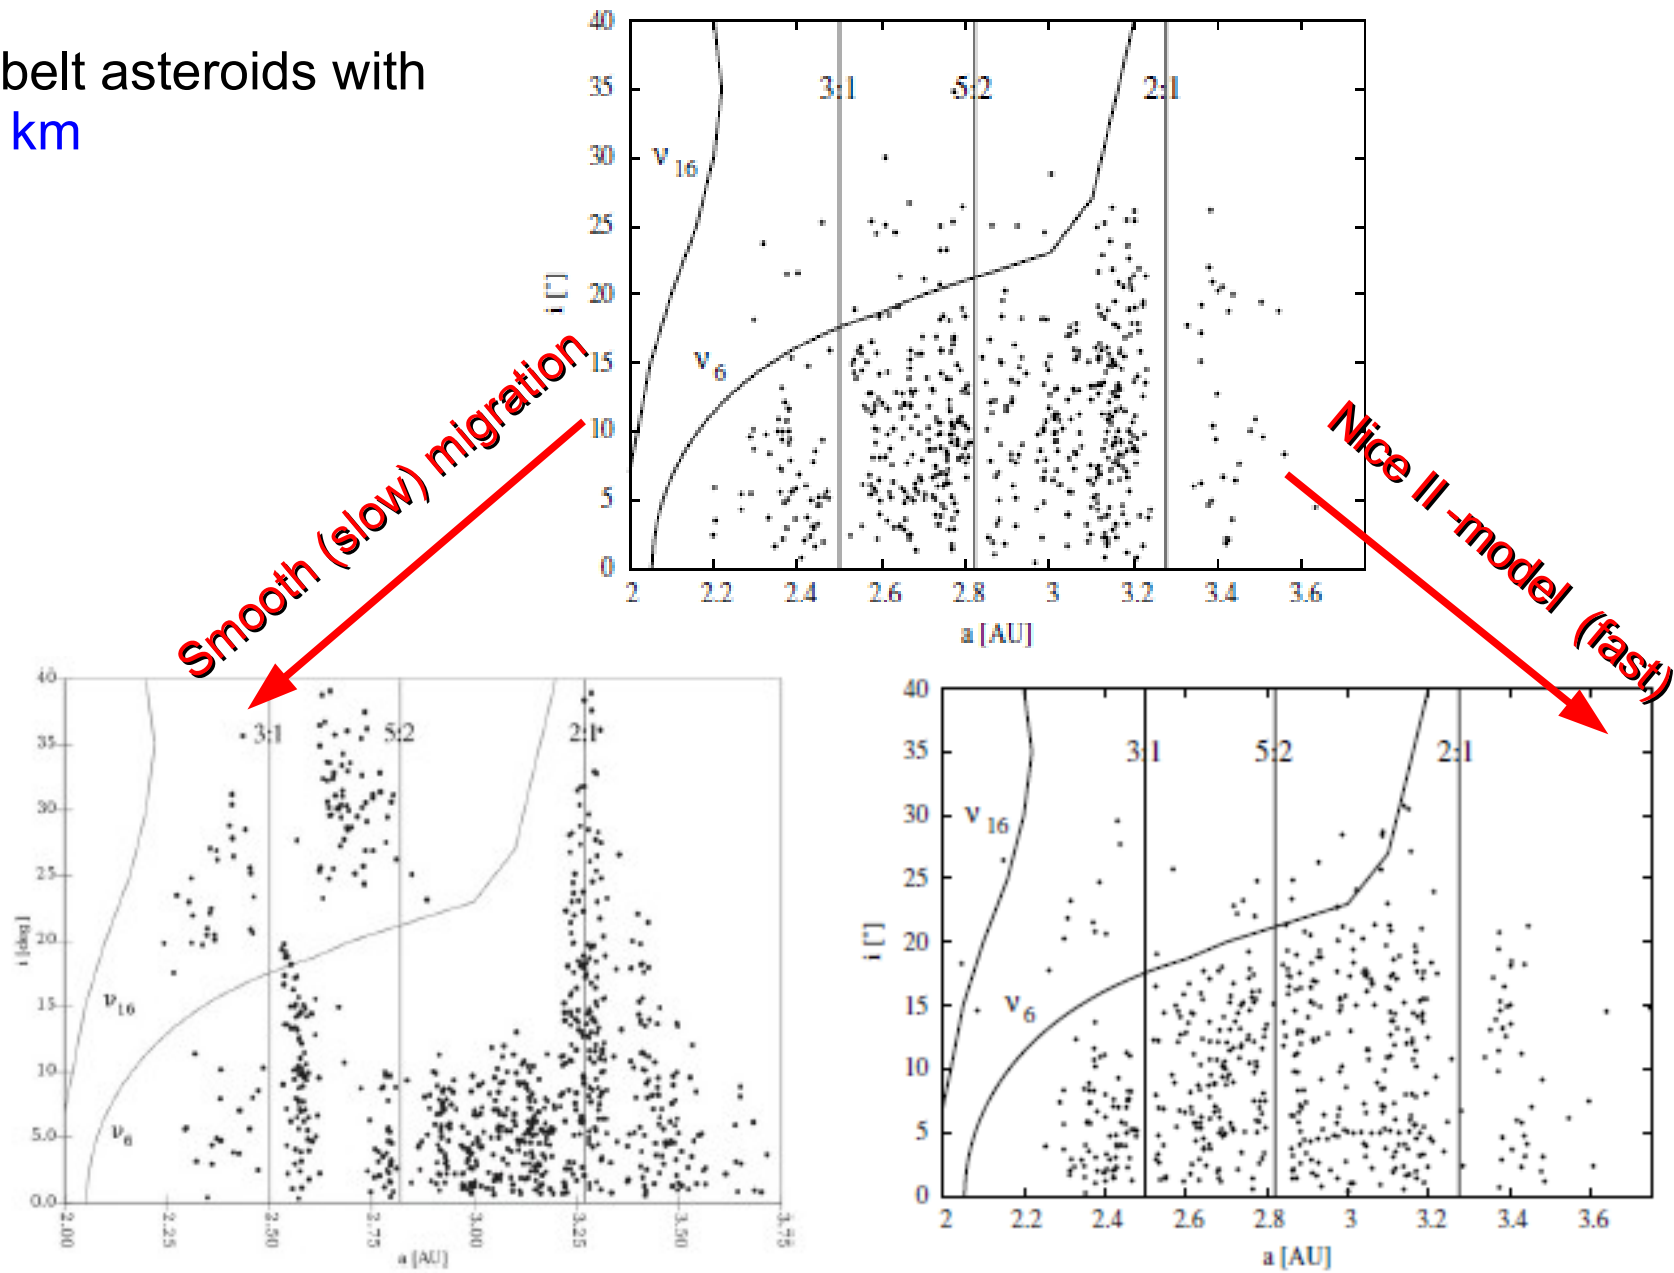 belt asteroids with
km
40
35
30
25
20
15
10
5
0
i [°]
3:1
5:2
2:1
ν16
ν6
2 2.2 2.4 2.6 2.8 3 3.2 3.4 3.6
a [AU]
Smooth (slow) migration
Nice II -model (fast)
40
35
30
25
20
15
10
5.0
0.0
i [deg]
3:1
5:2
2:1
ν16
ν6
2.00 2.25 2.50 2.75 3.00 3.25 3.50 3.75
a [AU]
40
35
30
25
20
15
10
5
0
i [°]
3:1
5:2
2:1
ν16
ν6
2 2.2 2.4 2.6 2.8 3 3.2 3.4 3.6
a [AU]